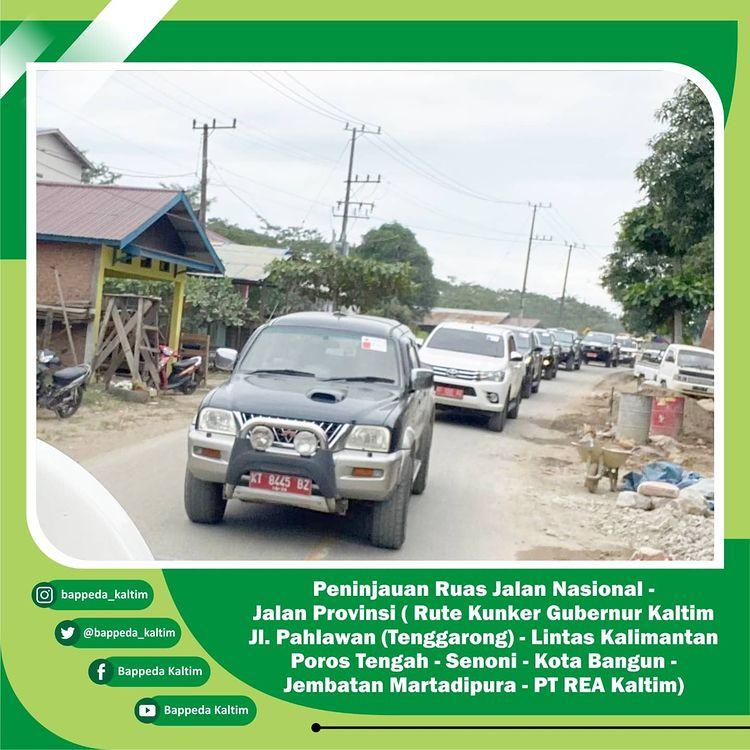 KT 8445 BZ
bappeda_kaltim
@bappeda_kaltim
Bappeda Kaltim
Bappeda Kaltim
Peninjauan Ruas Jalan Nasional -
Jalan Provinsi ( Rute Kunker Gubernur Kaltim
Jl. Pahlawan (Tenggarong) - Lintas Kalimantan
Poros Tengah - Senoni - Kota Bangun -
Jembatan Martadipura - PT REA Kaltim)